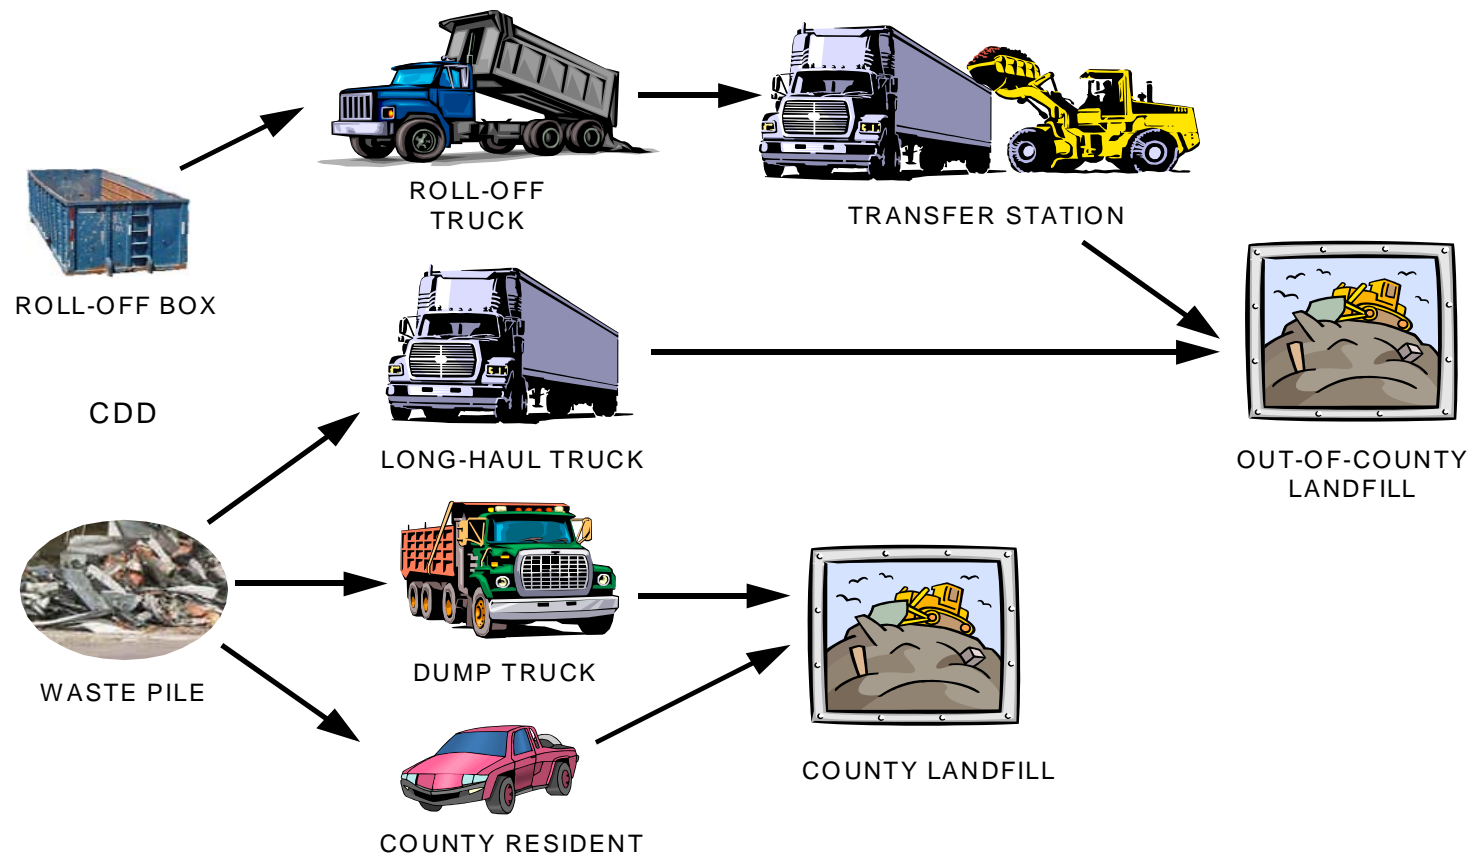 ROLL-OFF
TRUCK
TRANSFER STATION
ROLL-OFF BOX
CDD
LONG-HAUL TRUCK
OUT-OF-COUNTY
LANDFILL
DUMP TRUCK
WASTE PILE
COUNTY LANDFILL
COUNTY RESIDENT